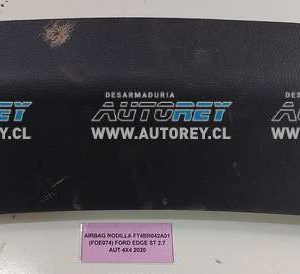 DESARMADURIA
AUTOREY
WWW.AUTOREY.CL
AIRBAG RODILLA FT4BR042A01
(FOE074) FORD EDGE ST 2.7
AUT 4X4 2020